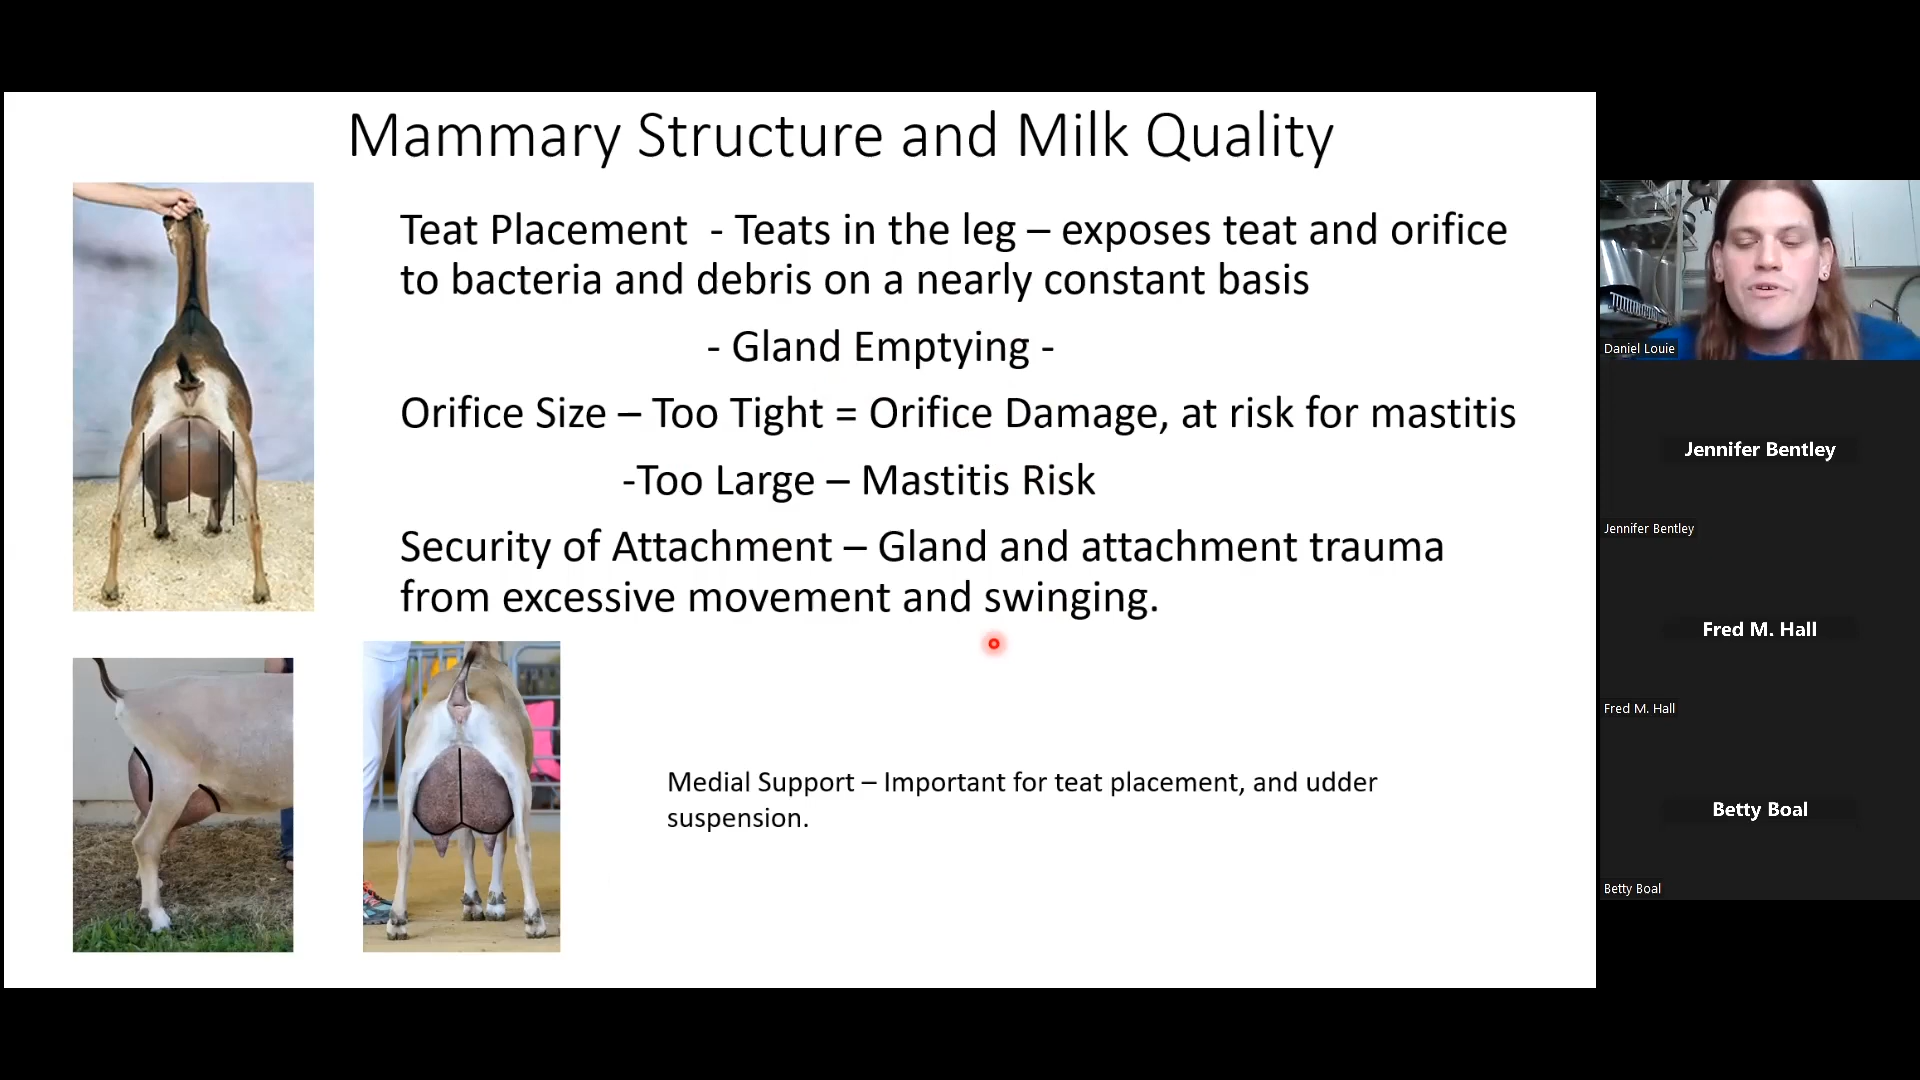 Mammary Structure and Milk Quality
Teat Placement  - Teats in the leg – exposes teat and orifice
to bacteria and debris on a nearly constant basis
- Gland Emptying -
Orifice Size – Too Tight = Orifice Damage, at risk for mastitis
-Too Large – Mastitis Risk
Security of Attachment – Gland and attachment trauma
from excessive movement and swinging.
Medial Support – Important for teat placement, and udder
suspension.
Daniel Louie
Jennifer Bentley
Jennifer Bentley
Fred M. Hall
Fred M. Hall
Betty Boal
Betty Boal